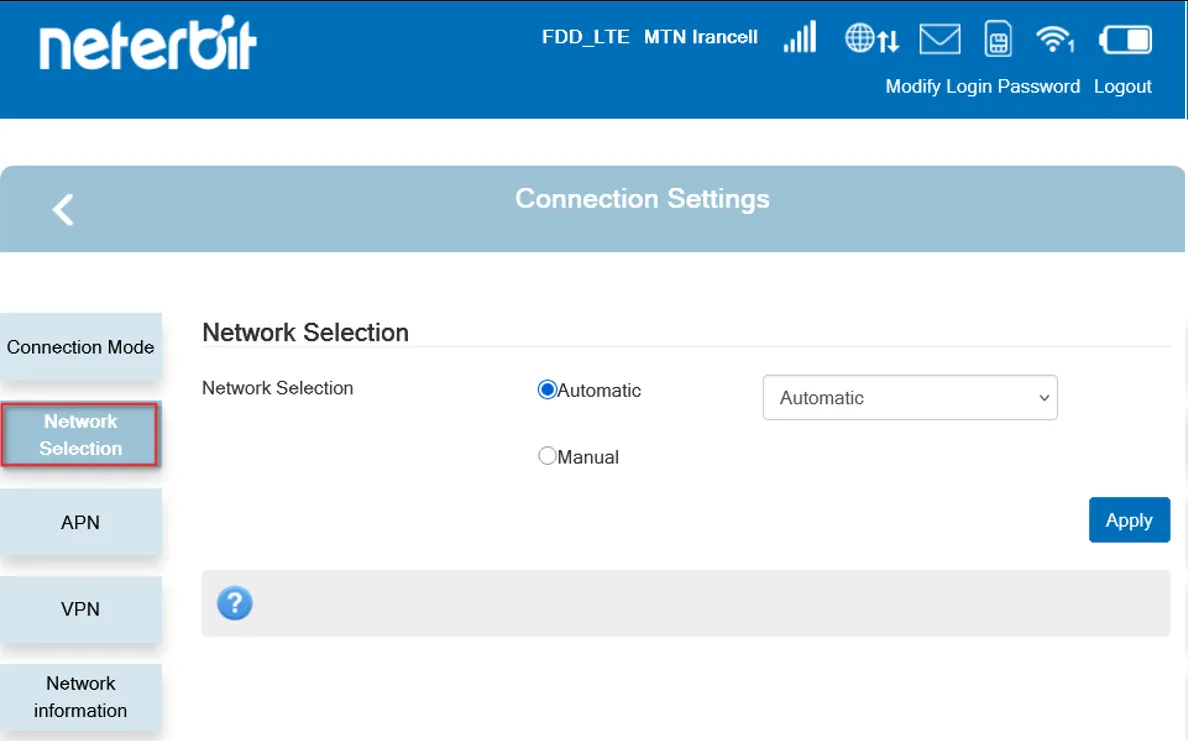 neterbit
FDD_LTE MTN Irancell
1
Modify Login Password Logout
Connection Settings
Connection Mode
Network
Selection
APN
VPN
Network
information
Network Selection
Network Selection
Automatic
Automatic
Manual
Apply
?